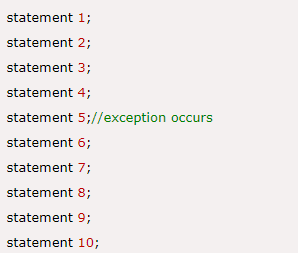 statement 1;
statement 2;
statement 3;
statement 4;
statement 5;//exception occurs
statement 6;
statement 7;
statement 8;
statement 9;
statement 10;